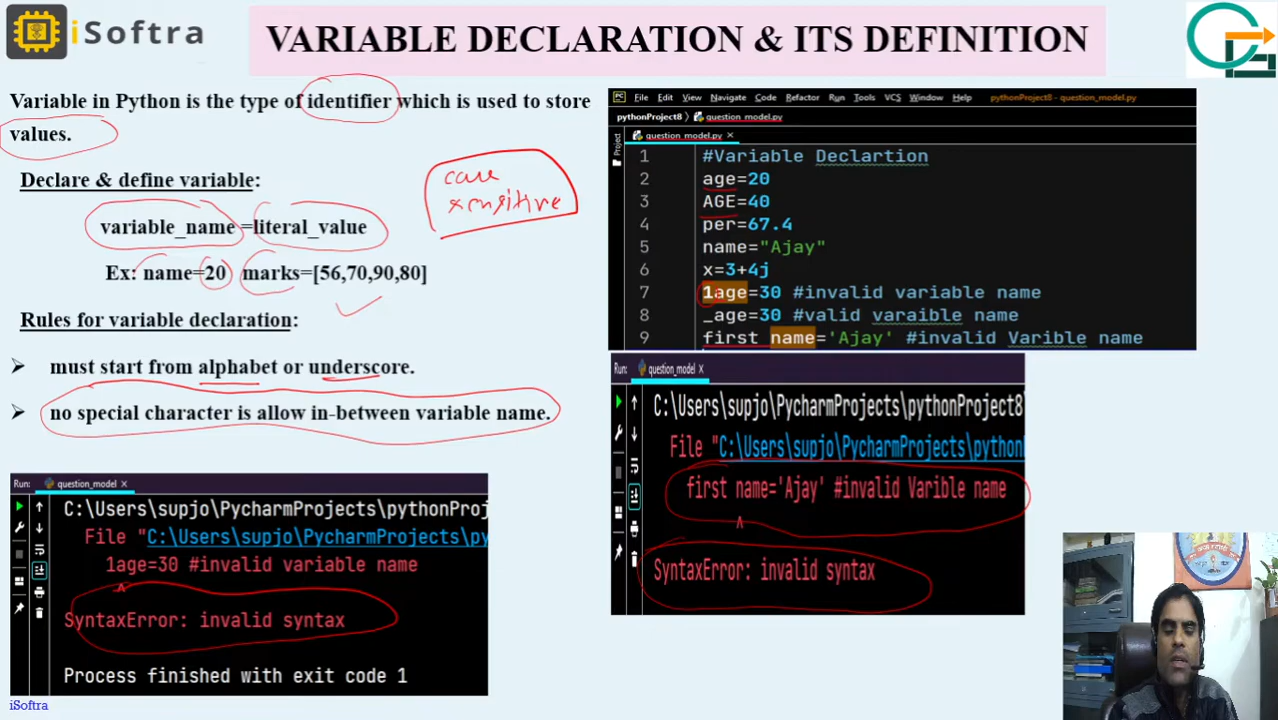 iSoftra
VARIABLE DECLARATION & ITS DEFINITION
Variable in Python is the type of identifier which is used to store
values.
Declare & define variable:
variable_name =literal_value
Ex: name=20 marks=[56,70,90,80]
case
sensitive
Rules for variable declaration:
➢ must start from alphabet or underscore.
➢ no special character is allow in-between variable name.
Run: question_model ×
C:\Users\supjo\PycharmProjects\pythonProj
File "C:\Users\supjo\PycharmProjects\py
1age=30 #invalid variable name
^
SyntaxError: invalid syntax
Process finished with exit code 1
PC File Edit View Navigate Code Refactor Run Tools VCS Window Help pythonProject8 - question_model.py
pythonProject8 〉 question_model.py
Project
question_model.py ×
1 #Variable Declartion
2 age=20
3 AGE=40
4 per=67.4
5 name="Ajay"
6 x=3+4j
7 1age=30 #invalid variable name
8 _age=30 #valid varaible name
9 first name='Ajay' #invalid Varible name
Run: question_model ×
C:\Users\supjo\PycharmProjects\pythonProject8
File "C:\Users\supjo\PycharmProjects\python
first name='Ajay' #invalid Varible name
^
SyntaxError: invalid syntax
iSoftra